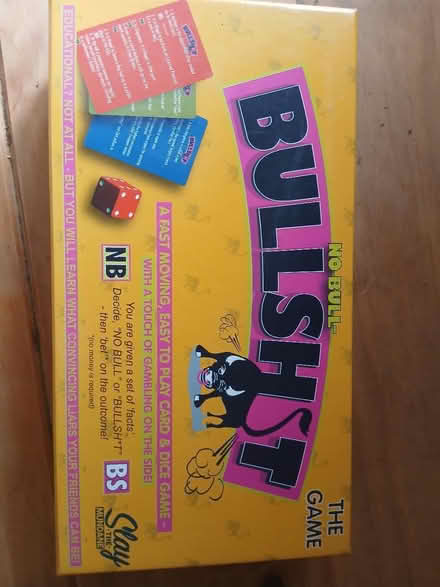 NO BULL
BULLSH*T
THE
GAME
A FAST MOVING, EASY TO PLAY CARD & DICE GAME -
WITH A TOUCH OF GAMBLING ON THE SIDE!
You are given a set of 'facts'.
NB
Decide, "NO BULL" or "BULLSH*T"
BS
- then 'bet'* on the outcome!
*(no money is required)
Slay
THE
MUNDANE
EDUCATIONAL? NOT AT ALL - BUT YOU WILL LEARN WHAT CONVINCING LIARS YOUR FRIENDS CAN BE!